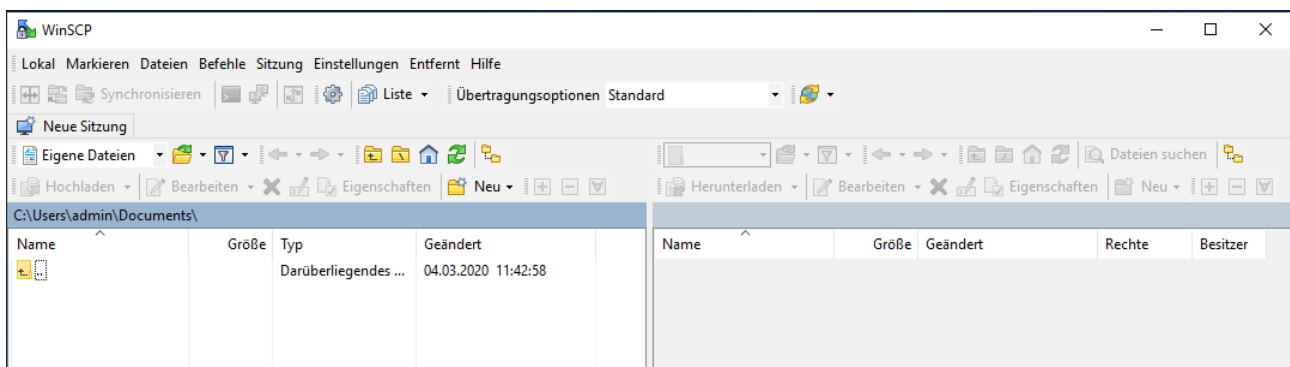 WinSCP
Lokal Markieren Dateien Befehle Sitzung Einstellungen Entfernt Hilfe
Synchronisieren Liste Übertragungsoptionen Standard
Neue Sitzung
Eigene Dateien Dateien suchen
Hochladen Bearbeiten Eigenschaften Neu Herunterladen Bearbeiten Eigenschaften Neu
C:\Users\admin\Documents\
Name Größe Typ Geändert Name Größe Geändert Rechte Besitzer
.. Darüberliegendes ... 04.03.2020 11:42:58